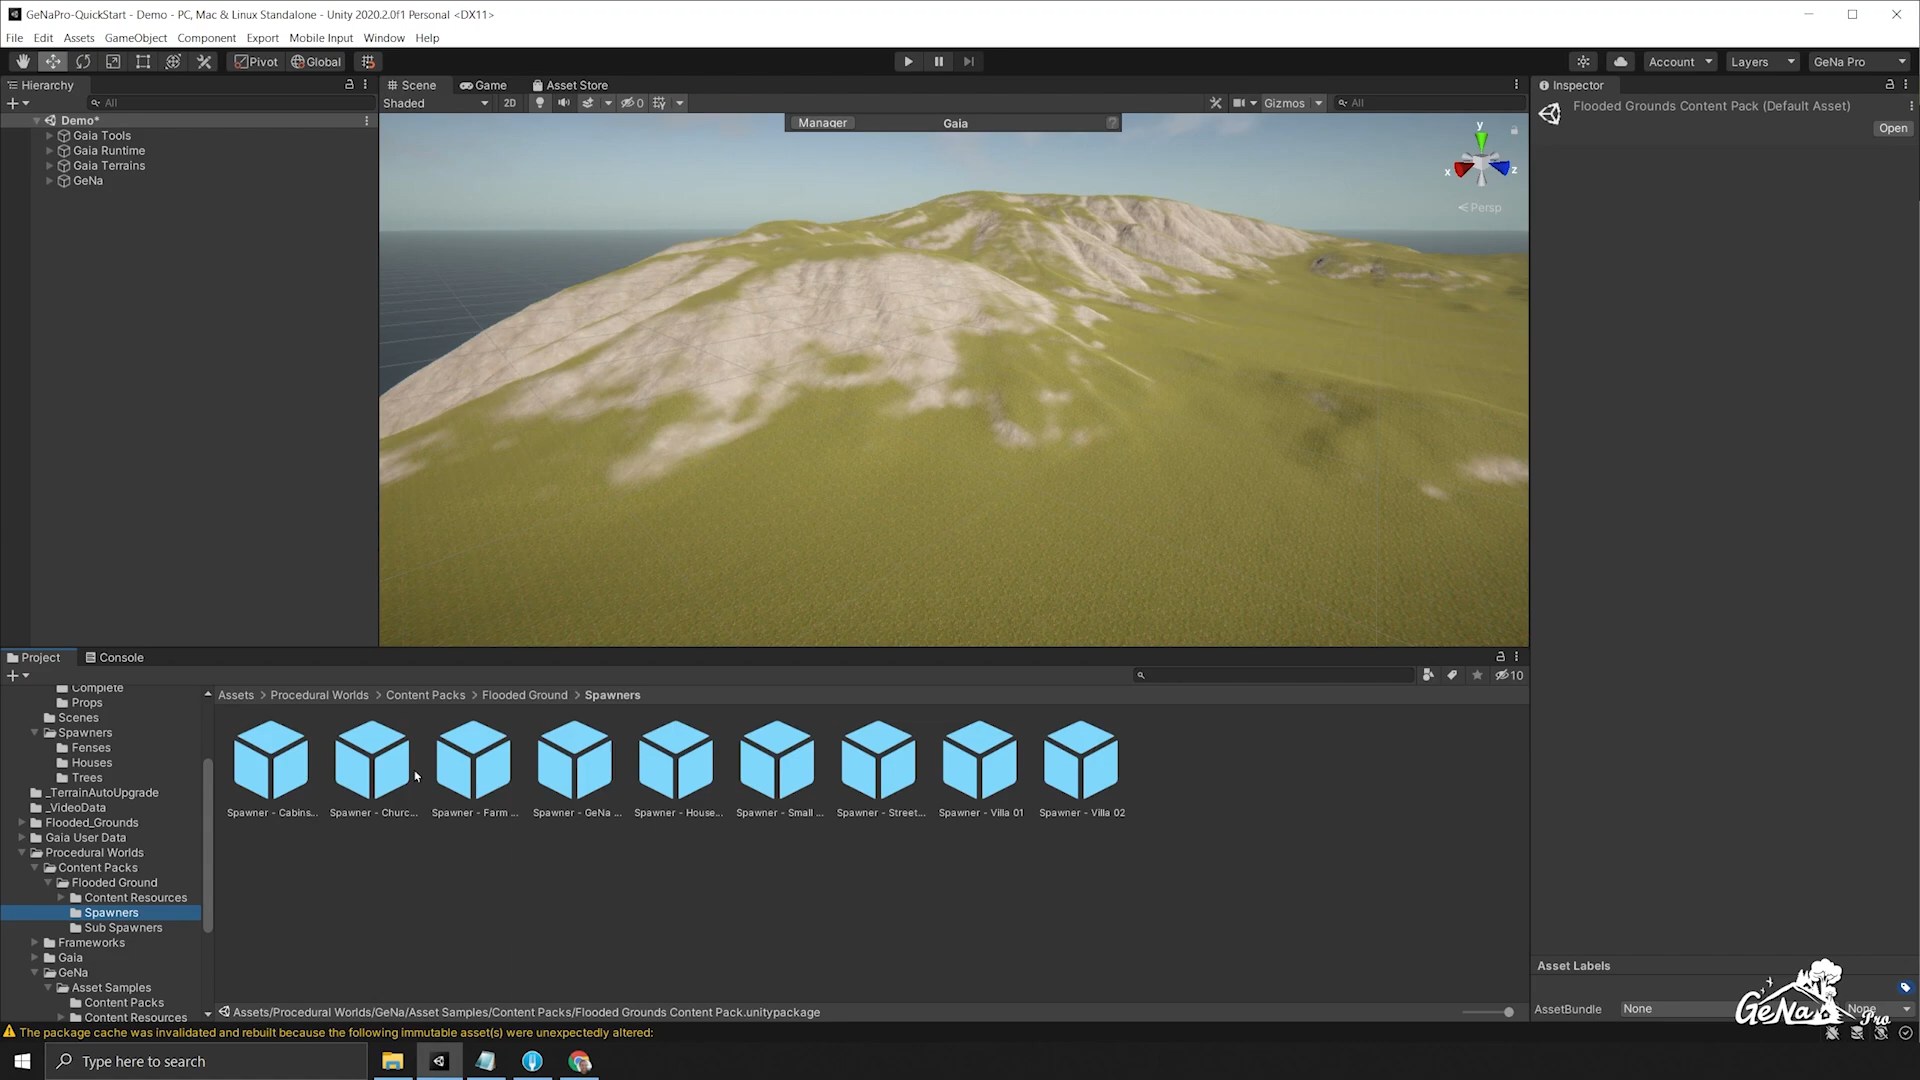 GeNaPro-QuickStart - Demo - PC, Mac & Linux Standalone - Unity 2020.2.0f1 Personal <DX11>
File Edit Assets GameObject Component Export Mobile Input Window Help
Pivot Global Account Layers GeNa Pro
Hierarchy
All
Demo*
Gaia Tools
Gaia Runtime
Gaia Terrains
GeNa
Scene Game Asset Store
Shaded 2D 0 Gizmos All
Manager Gaia
y
x z
Persp
Inspector
Flooded Grounds Content Pack (Default Asset)
Open
Project Console
10
Complete
Props
Scenes
Spawners
Fenses
Houses
Trees
_TerrainAutoUpgrade
_VideoData
Flooded_Grounds
Gaia User Data
Procedural Worlds
Content Packs
Flooded Ground
Content Resources
Spawners
Sub Spawners
Frameworks
Gaia
GeNa
Asset Samples
Content Packs
Content Resources
Assets > Procedural Worlds > Content Packs > Flooded Ground > Spawners
Spawner - Cabins... Spawner - Churc... Spawner - Farm ... Spawner - GeNa ... Spawner - House... Spawner - Small ... Spawner - Street... Spawner - Villa 01 Spawner - Villa 02
Assets/Procedural Worlds/GeNa/Asset Samples/Content Packs/Flooded Grounds Content Pack.unitypackage
Asset Labels
AssetBundle None None
GeNa Pro
The package cache was invalidated and rebuilt because the following immutable asset(s) were unexpectedly altered:
Type here to search